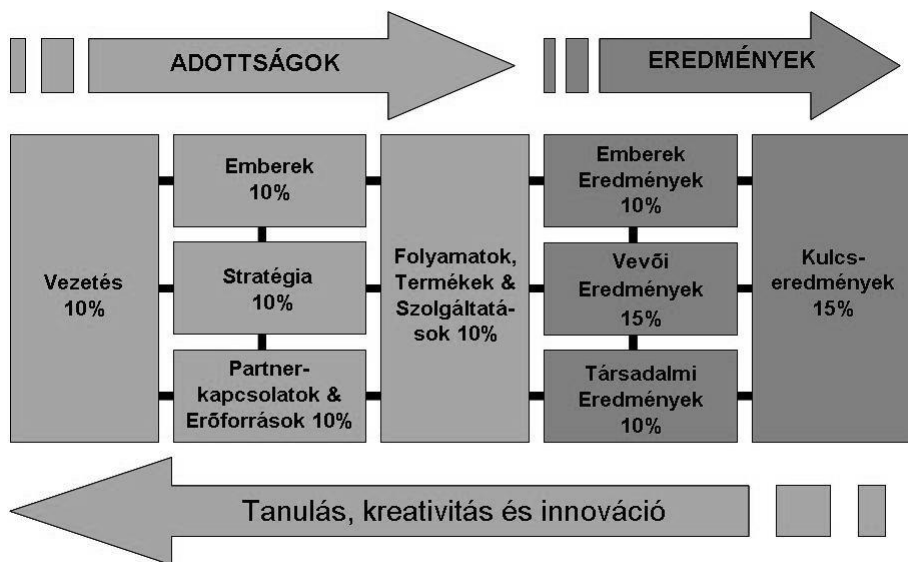 ADOTTSÁGOK
EREDMÉNYEK
Vezetés
10%
Emberek
10%
Stratégia
10%
Partner-
kapcsolatok &
Erőforrások 10%
Folyamatok,
Termékek &
Szolgáltatá-
sok 10%
Emberek
Eredmények
10%
Vevői
Eredmények
15%
Társadalmi
Eredmények
10%
Kulcs-
eredmények
15%
Tanulás, kreativitás és innováció